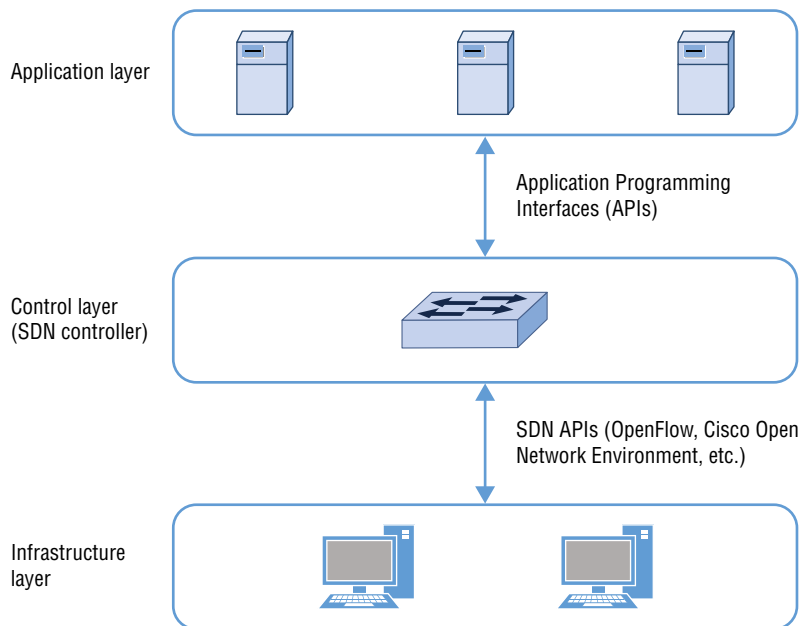 Application layer
Application Programming
Interfaces (APIs)
Control layer
(SDN controller)
SDN APIs (OpenFlow, Cisco Open
Network Environment, etc.)
Infrastructure
layer